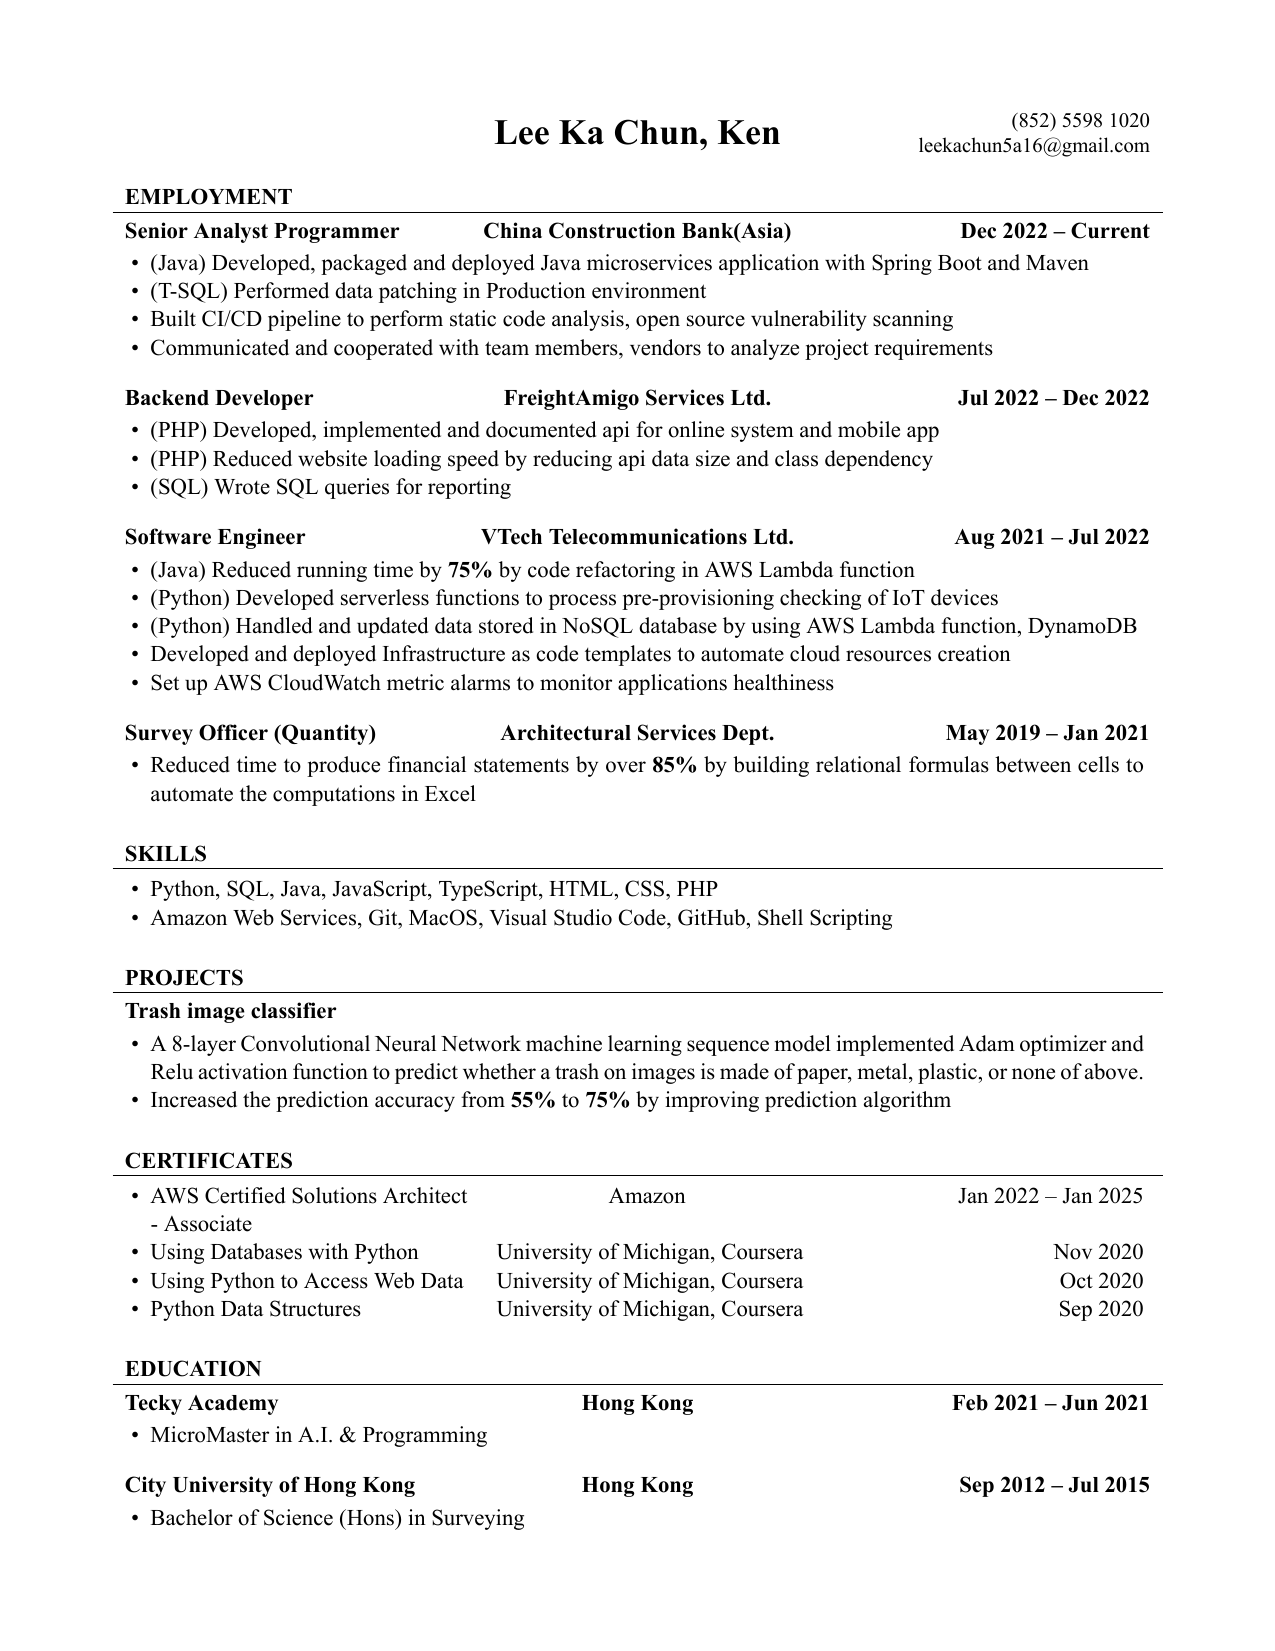 Lee Ka Chun, Ken
(852) 5598 1020
leekachun5a16@gmail.com
EMPLOYMENT
Senior Analyst Programmer China Construction Bank(Asia) Dec 2022 – Current
• (Java) Developed, packaged and deployed Java microservices application with Spring Boot and Maven
• (T-SQL) Performed data patching in Production environment
• Built CI/CD pipeline to perform static code analysis, open source vulnerability scanning
• Communicated and cooperated with team members, vendors to analyze project requirements
Backend Developer FreightAmigo Services Ltd. Jul 2022 – Dec 2022
• (PHP) Developed, implemented and documented api for online system and mobile app
• (PHP) Reduced website loading speed by reducing api data size and class dependency
• (SQL) Wrote SQL queries for reporting
Software Engineer VTech Telecommunications Ltd. Aug 2021 – Jul 2022
• (Java) Reduced running time by 75% by code refactoring in AWS Lambda function
• (Python) Developed serverless functions to process pre-provisioning checking of IoT devices
• (Python) Handled and updated data stored in NoSQL database by using AWS Lambda function, DynamoDB
• Developed and deployed Infrastructure as code templates to automate cloud resources creation
• Set up AWS CloudWatch metric alarms to monitor applications healthiness
Survey Officer (Quantity) Architectural Services Dept. May 2019 – Jan 2021
• Reduced time to produce financial statements by over 85% by building relational formulas between cells to
automate the computations in Excel
SKILLS
• Python, SQL, Java, JavaScript, TypeScript, HTML, CSS, PHP
• Amazon Web Services, Git, MacOS, Visual Studio Code, GitHub, Shell Scripting
PROJECTS
Trash image classifier
• A 8-layer Convolutional Neural Network machine learning sequence model implemented Adam optimizer and
Relu activation function to predict whether a trash on images is made of paper, metal, plastic, or none of above.
• Increased the prediction accuracy from 55% to 75% by improving prediction algorithm
CERTIFICATES
• AWS Certified Solutions Architect Amazon Jan 2022 – Jan 2025
- Associate
• Using Databases with Python University of Michigan, Coursera Nov 2020
• Using Python to Access Web Data University of Michigan, Coursera Oct 2020
• Python Data Structures University of Michigan, Coursera Sep 2020
EDUCATION
Tecky Academy Hong Kong Feb 2021 – Jun 2021
• MicroMaster in A.I. & Programming
City University of Hong Kong Hong Kong Sep 2012 – Jul 2015
• Bachelor of Science (Hons) in Surveying